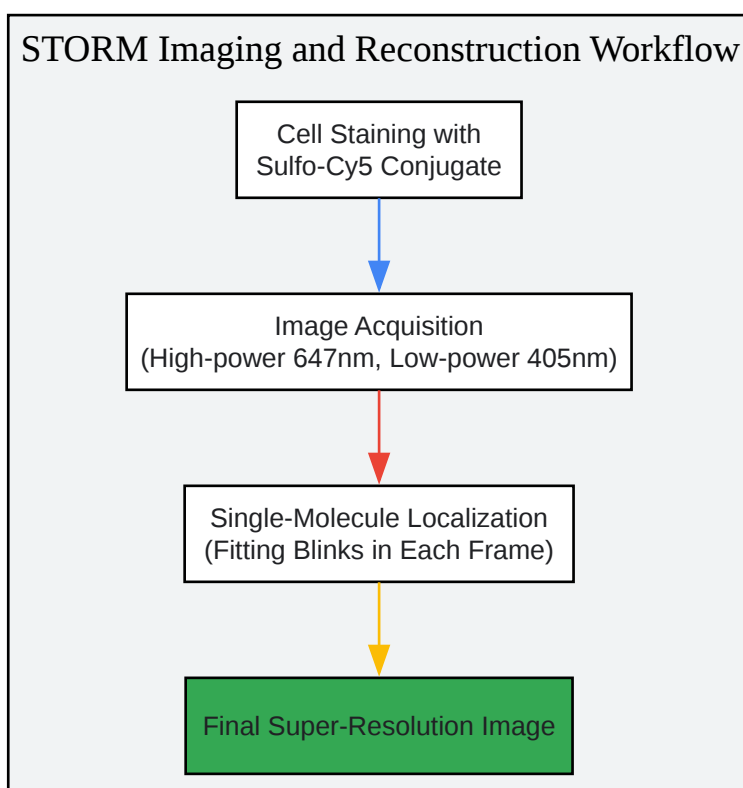 STORM Imaging and Reconstruction Workflow
Cell Staining with
Sulfo-Cy5 Conjugate
Image Acquisition
(High-power 647nm, Low-power 405nm)
Single-Molecule Localization
(Fitting Blinks in Each Frame)
Final Super-Resolution Image